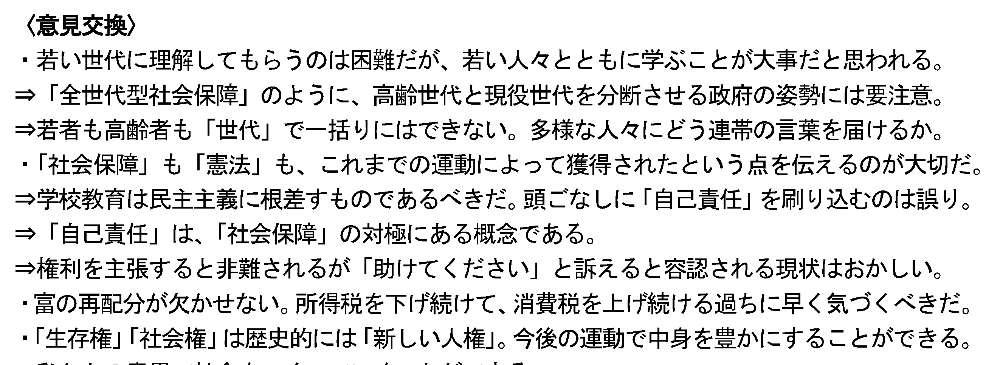 〈意見交換〉
・若い世代に理解してもらうのは困難だが、若い人々とともに学ぶことが大事だと思われる。
⇒「全世代型社会保障」のように、高齢世代と現役世代を分断させる政府の姿勢には要注意。
⇒若者も高齢者も「世代」で一括りにはできない。多様な人々にどう連帯の言葉を届けるか。
・「社会保障」も「憲法」も、これまでの運動によって獲得されたという点を伝えるのが大切だ。
⇒学校教育は民主主義に根差すものであるべきだ。頭ごなしに「自己責任」を刷り込むのは誤り。
⇒「自己責任」は、「社会保障」の対極にある概念である。
⇒権利を主張すると非難されるが「助けてください」と訴えると容認される現状はおかしい。
・富の再配分が欠かせない。所得税を下げ続けて、消費税を上げ続ける過ちに早く気づくべきだ。
・「生存権」「社会権」は歴史的には「新しい人権」。今後の運動で中身を豊かにすることができる。